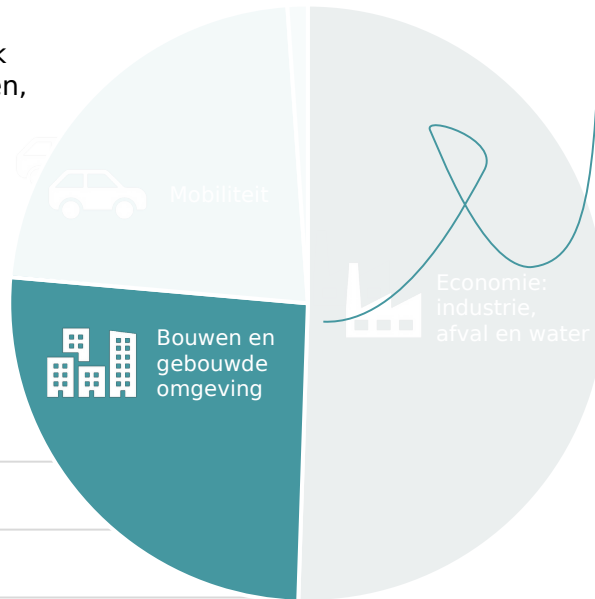 en,
Mobiliteit
Economie:
industrie,
afval en water
Bouwen en
gebouwde
omgeving